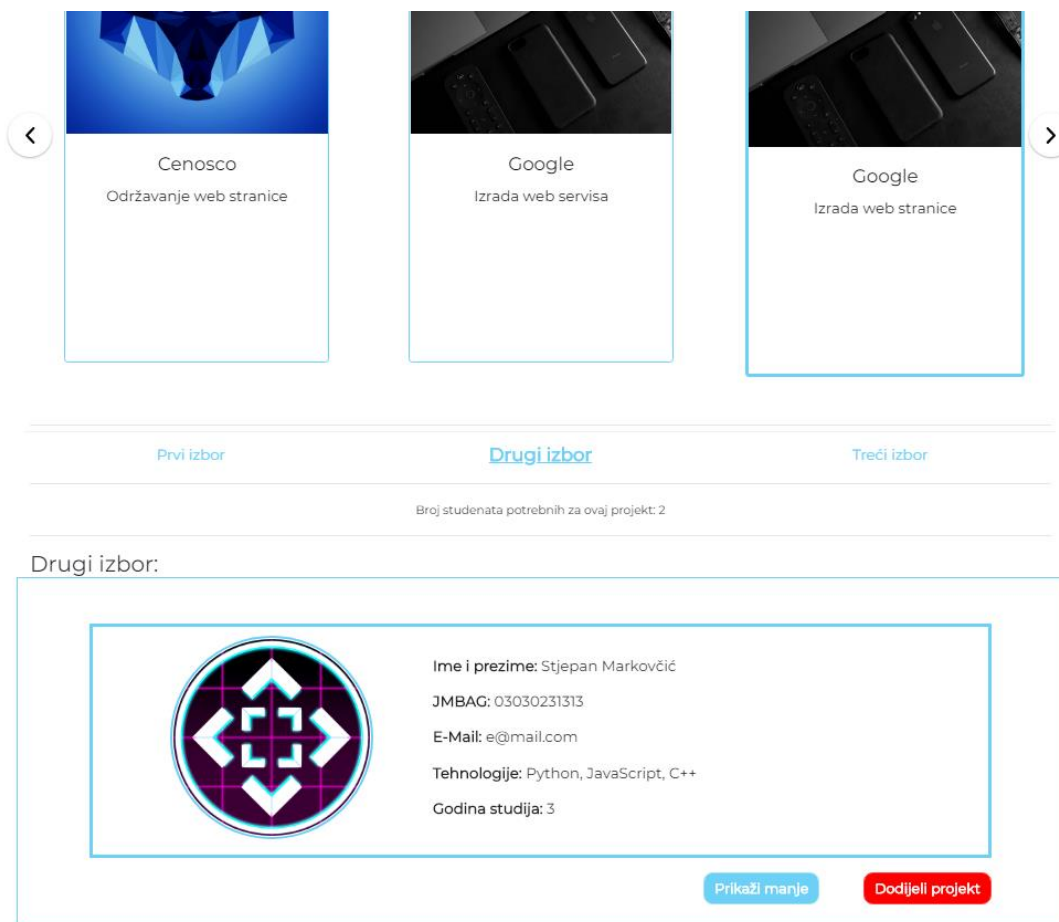 Cenosco
Održavanje web stranice
Google
Izrada web servisa
Google
Izrada web stranice
Prvi izbor
Drugi izbor
Treći izbor
Broj studenata potrebnih za ovaj projekt: 2
Drugi izbor:
Ime i prezime: Stjepan Markovčić
JMBAG: 03030231313
E-Mail: e@mail.com
Tehnologije: Python, JavaScript, C++
Godina studija: 3
Prikaži manje
Dodijeli projekt